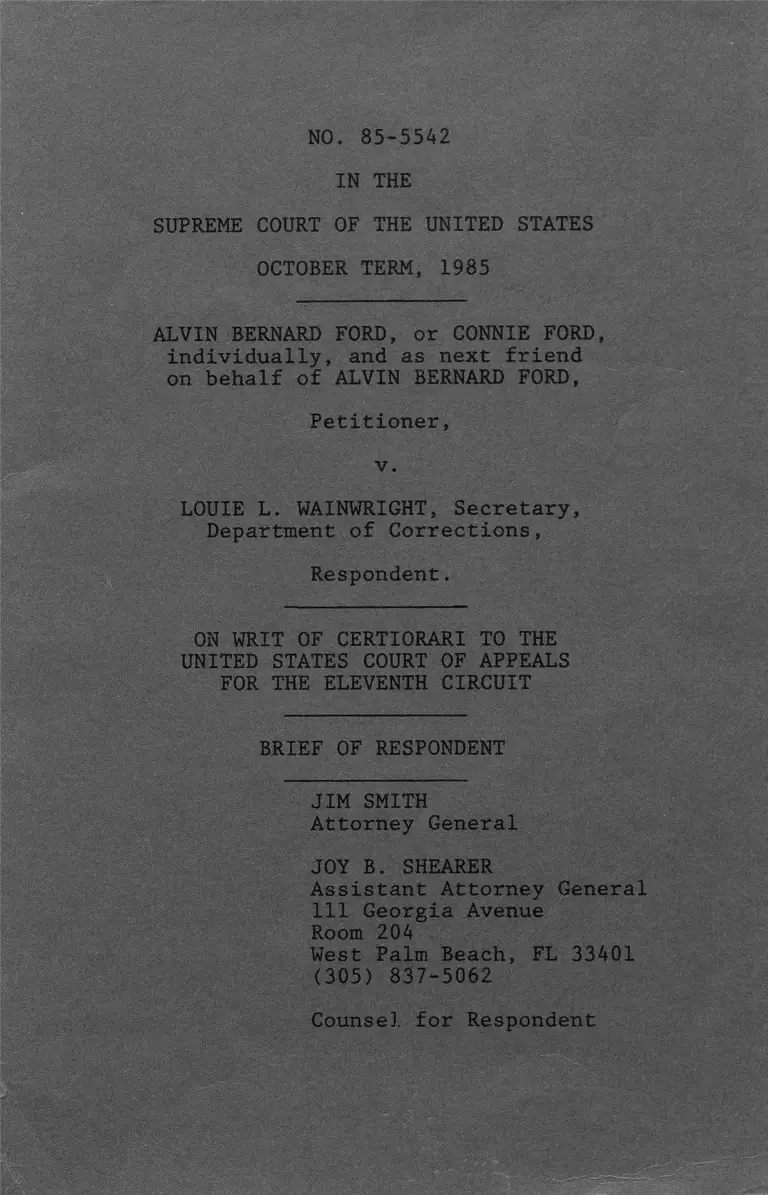 NO. 85-5542
IN THE
SUPREME COURT OF THE UNITED STATES
OCTOBER TERM, 1985
ALVIN BERNARD FORD, or CONNIE FORD,
individually, and as next friend
on behalf of ALVIN BERNARD FORD,
Petitioner,
v.
LOUIE L. WAINWRIGHT, Secretary,
Department of Corrections,
Respondent.
ON WRIT OF CERTIORARI TO THE
UNITED STATES COURT OF APPEALS
FOR THE ELEVENTH CIRCUIT
BRIEF OF RESPONDENT
JIM SMITH
Attorney General
JOY B. SHEARER
Assistant Attorney General
111 Georgia Avenue
Room 204
West Palm Beach, FL 33401
(305) 837-5062
Counsel for Respondent